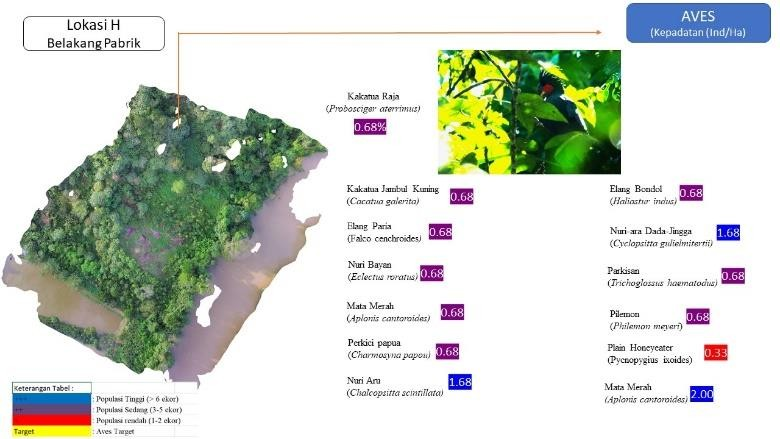 Lokasi H
Belakang Pabrik
AVES
(Kepadatan (Ind/Ha)
Kakatua Raja
(Probosciger aterrimus)
0.68%
Kakatua Jambul Kuning
(Cacatua galerita)
0.68
Elang Paria
(Falco cenchroides)
0.68
Nuri Bayan
(Eclectus roratus)
0.68
Mata Merah
(Aplonis cantoroides)
0.68
Perkici papua
(Charmosyna papou)
0.68
Nuri Aru
(Chalcopsitta scintillata)
1.68
Elang Bondol
(Haliastur indus)
0.68
Nuri-ara Dada-Jingga
(Cyclopsitta gulielmitertii)
1.68
Parkisan
(Trichoglossus haematodus)
0.68
Pilemon
(Philemon meyeri)
0.68
Plain Honeyeater
(Pycnopygius ixoides)
0.33
Mata Merah
(Aplonis cantoroides)
2.00
Keterangan Tabel :
+++ : Populasi Tinggi (> 6 ekor)
++ : Populasi Sedang (3-5 ekor)
: Populasi rendah (1-2 ekor)
Target : Aves Target